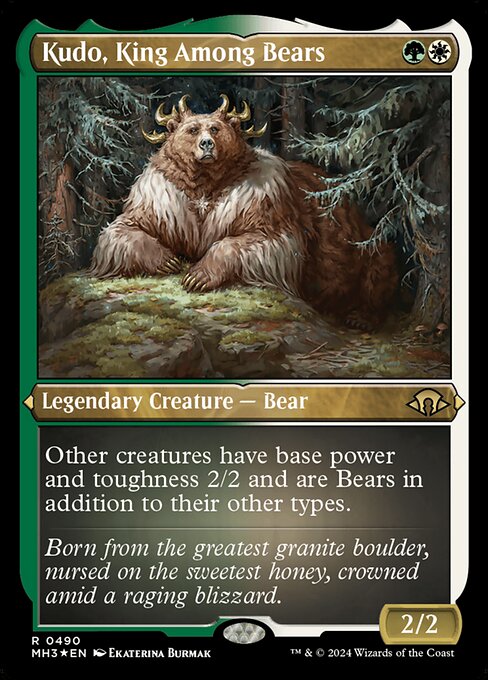 Kudo, King Among Bears
Legendary Creature — Bear
Other creatures have base power
and toughness 2/2 and are Bears in
addition to their other types.
Born from the greatest granite boulder,
nursed on the sweetest honey, crowned
amid a raging blizzard.
2/2
R 0490
MH3★EN Ekaterina Burmak
™ & © 2024 Wizards of the Coast